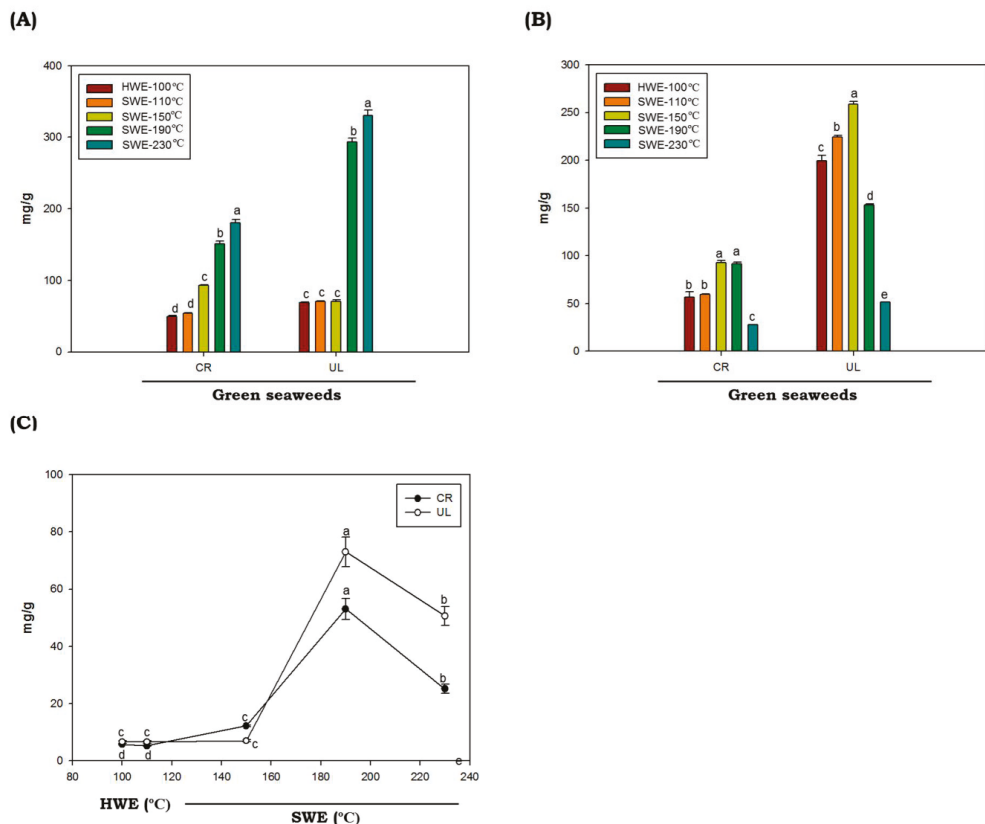 (A)
400
300
200
100
0
mg/g
HWE-100℃
SWE-110℃
SWE-150℃
SWE-190℃
SWE-230℃
d
d
c
b
a
c
c
c
b
a
CR
UL
Green seaweeds
(B)
300
250
200
150
100
50
0
mg/g
HWE-100℃
SWE-110℃
SWE-150℃
SWE-190℃
SWE-230℃
b
b
a
a
c
c
b
a
d
e
CR
UL
Green seaweeds
(C)
100
80
60
40
20
0
mg/g
CR
UL
c
c
d
d
c
c
a
a
b
b
e
80
100
120
140
160
180
200
220
240
HWE (ºC)
SWE (ºC)